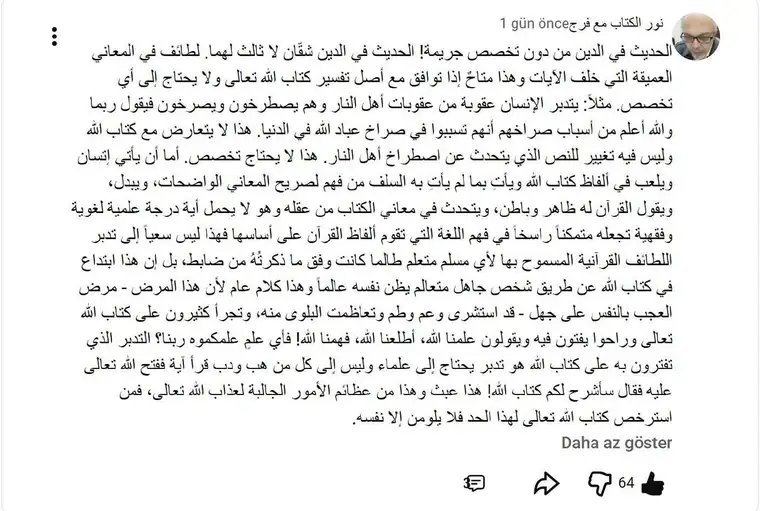 نور الكتاب مع فرج 1 gün önce
الحديث في الدين من دون تخصص جريمة! الحديث في الدين شقّان لا ثالث لهما. لطائف في المعاني
العميقة التي خلف الآيات وهذا متاحٌ إذا توافق مع أصل تفسير كتاب الله تعالى ولا يحتاج إلى أي
تخصص. مثلاً: يتدبر الإنسان عقوبة من عقوبات أهل النار وهم يصطرخون ويصرخون فيقول ربما
والله أعلم من أسباب صراخهم أنهم تسببوا في صراخ عباد الله في الدنيا. هذا لا يتعارض مع كتاب الله
وليس فيه تغيير للنص الذي يتحدث عن اصطراخ أهل النار. هذا لا يحتاج تخصص. أما أن يأتي إنسان
ويلعب في ألفاظ كتاب الله ويأتِ بما لم يأتِ به السلف من فهم لصريح المعاني الواضحات، ويبدل،
ويقول القرآن له ظاهر وباطن، ويتحدث في معاني الكتاب من عقله وهو لا يحمل أية درجة علمية لغوية
وفقهية تجعله متمكناً راسخاً في فهم اللغة التي تقوم ألفاظ القرآن على أساسها فهذا ليس سعياً إلى تدبر
اللطائف القرآنية المسموح بها لأي مسلم متعلم طالما كانت وفق ما ذكرتُهُ من ضابط، بل إن هذا ابتداع
في كتاب الله عن طريق شخص جاهل متعالم يظن نفسه عالماً وهذا كلام عام لأن هذا المرض - مرض
العجب بالنفس على جهل - قد استشرى وعم وطم وتعاظمت البلوى منه، وتجرأ كثيرون على كتاب الله
تعالى وراحوا يفتون فيه ويقولون علمنا الله، أطلعنا الله، فهمنا الله! فأي علمٍ علمكموه ربنا؟ التدبر الذي
تفترون به على كتاب الله هو تدبر يحتاج إلى علماء وليس إلى كل من هب ودب قرأ آية ففتح الله تعالى
عليه فقال سأشرح لكم كتاب الله! هذا عبث وهذا من عظائم الأمور الجالبة لعذاب الله تعالى، فمن
استرخص كتاب الله تعالى لهذا الحد فلا يلومن إلا نفسه.
Daha az göster
64 3